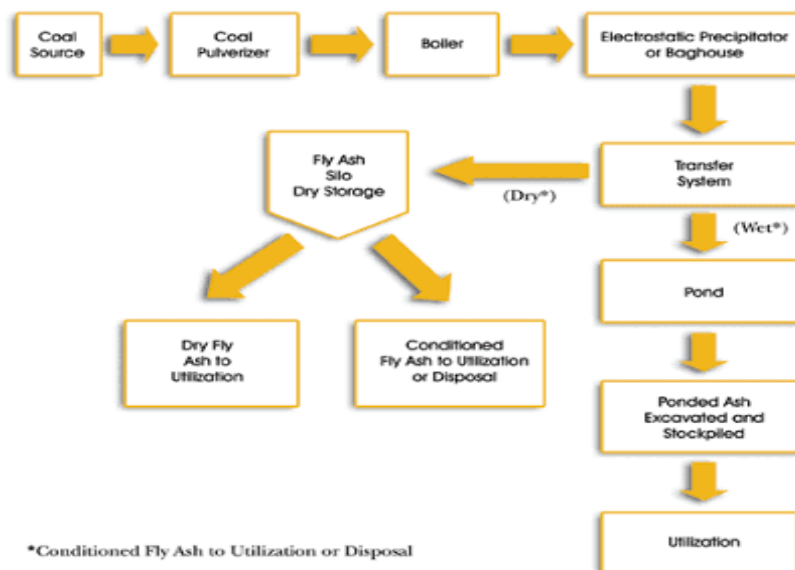 Coal
Source
Coal
Pulverizer
Boiler
Electrostatic Precipitator
or Baghouse
Fly Ash
Silo
Dry Storage
(Dry*)
Transfer
System
(Wet*)
Pond
Dry Fly
Ash to
Utilization
Conditioned
Fly Ash to Utilization
or Disposal
Ponded Ash
Excavated and
Stockpiled
Utilization
*Conditioned Fly Ash to Utilization or Disposal